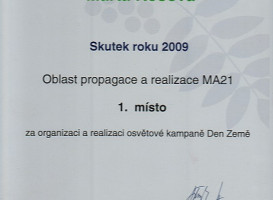 Skutek roku 2009
Oblast propagace a realizace MA21
1. místo
za organizaci a realizaci osvětové kampaně Den Země